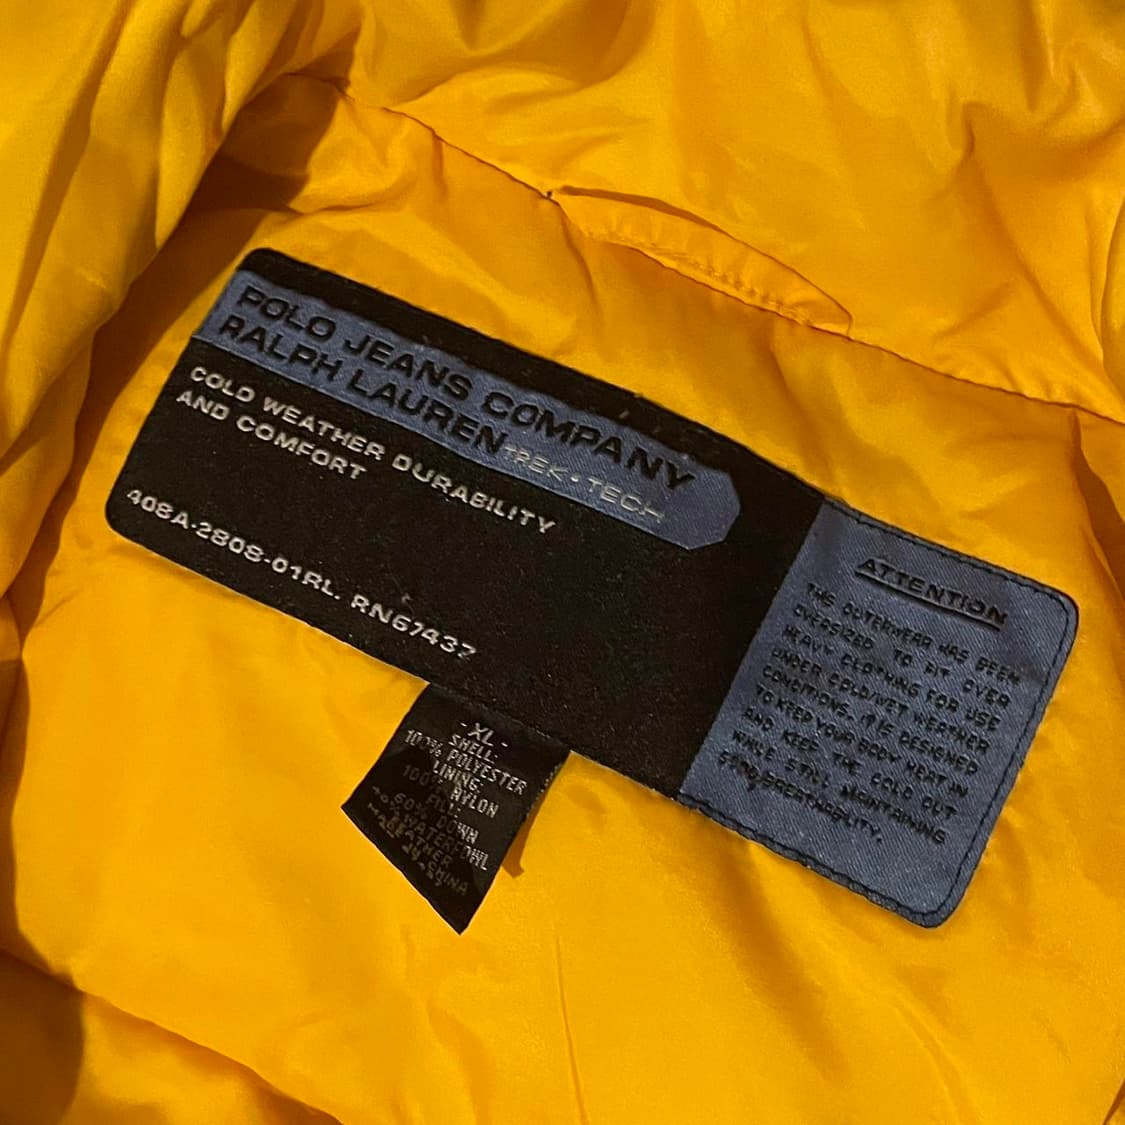 POLO JEANS COMPANY
RALPH LAUREN TREK·TECH
COLD WEATHER DURABILITY
AND COMFORT
408A-2808-01RL. RN67437
ATTENTION
THE OUTERWEAR HAS BEEN
OVERSIZED TO FIT OVER
HEAVY CLOTHING FOR USE
UNDER COLD/WET WEATHER
CONDITIONS. IT IS DESIGNED
TO KEEP YOUR BODY HEAT IN
AND KEEP THE COLD OUT
WHILE STILL MAINTAINING
BREATHABILITY.
-XL-
SHELL:
100% POLYESTER
LINING:
100% NYLON
FILL:
60% DOWN
WATERFOWL
CHINA